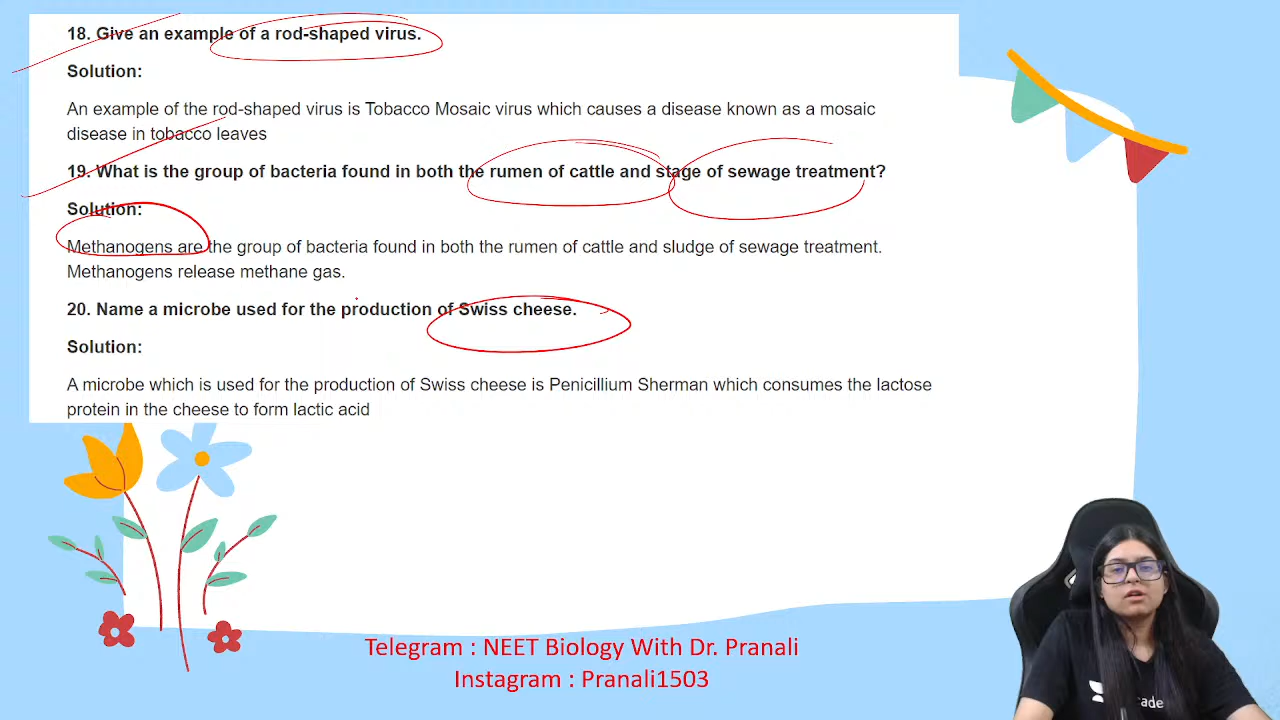 18. Give an example of a rod-shaped virus.
Solution:
An example of the rod-shaped virus is Tobacco Mosaic virus which causes a disease known as a mosaic
disease in tobacco leaves
19. What is the group of bacteria found in both the rumen of cattle and stage of sewage treatment?
Solution:
Methanogens are the group of bacteria found in both the rumen of cattle and sludge of sewage treatment.
Methanogens release methane gas.
20. Name a microbe used for the production of Swiss cheese.
Solution:
A microbe which is used for the production of Swiss cheese is Penicillium Sherman which consumes the lactose
protein in the cheese to form lactic acid
Telegram : NEET Biology With Dr. Pranali
Instagram : Pranali1503